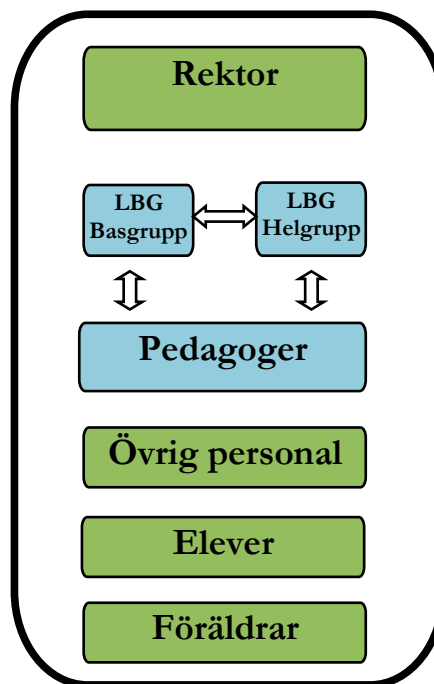 Rektor
LBG
Basgrupp
LBG
Helgrupp
Pedagoger
Övrig personal
Elever
Föräldrar